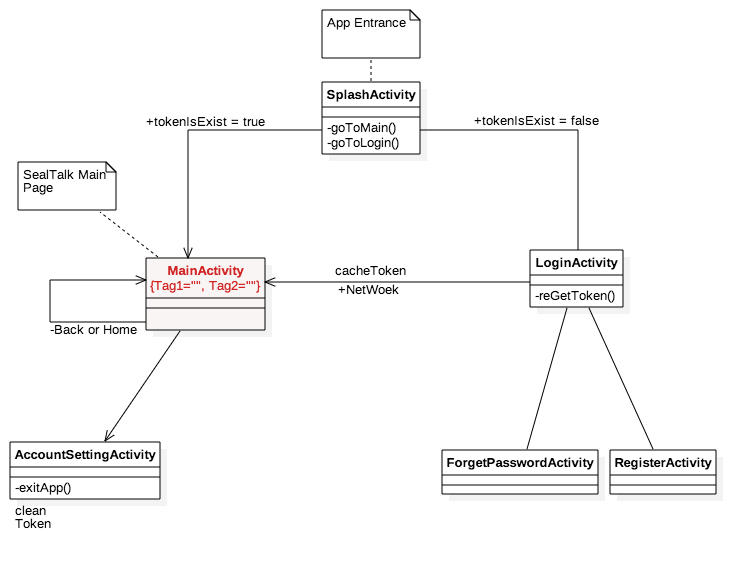 App Entrance
SplashActivity
-goToMain()
-goToLogin()
+tokenIsExist = true
+tokenIsExist = false
SealTalk Main
Page
MainActivity
{Tag1="", Tag2=""}
-Back or Home
cacheToken
+NetWoek
LoginActivity
-reGetToken()
AccountSettingActivity
-exitApp()
clean
Token
ForgetPasswordActivity
RegisterActivity